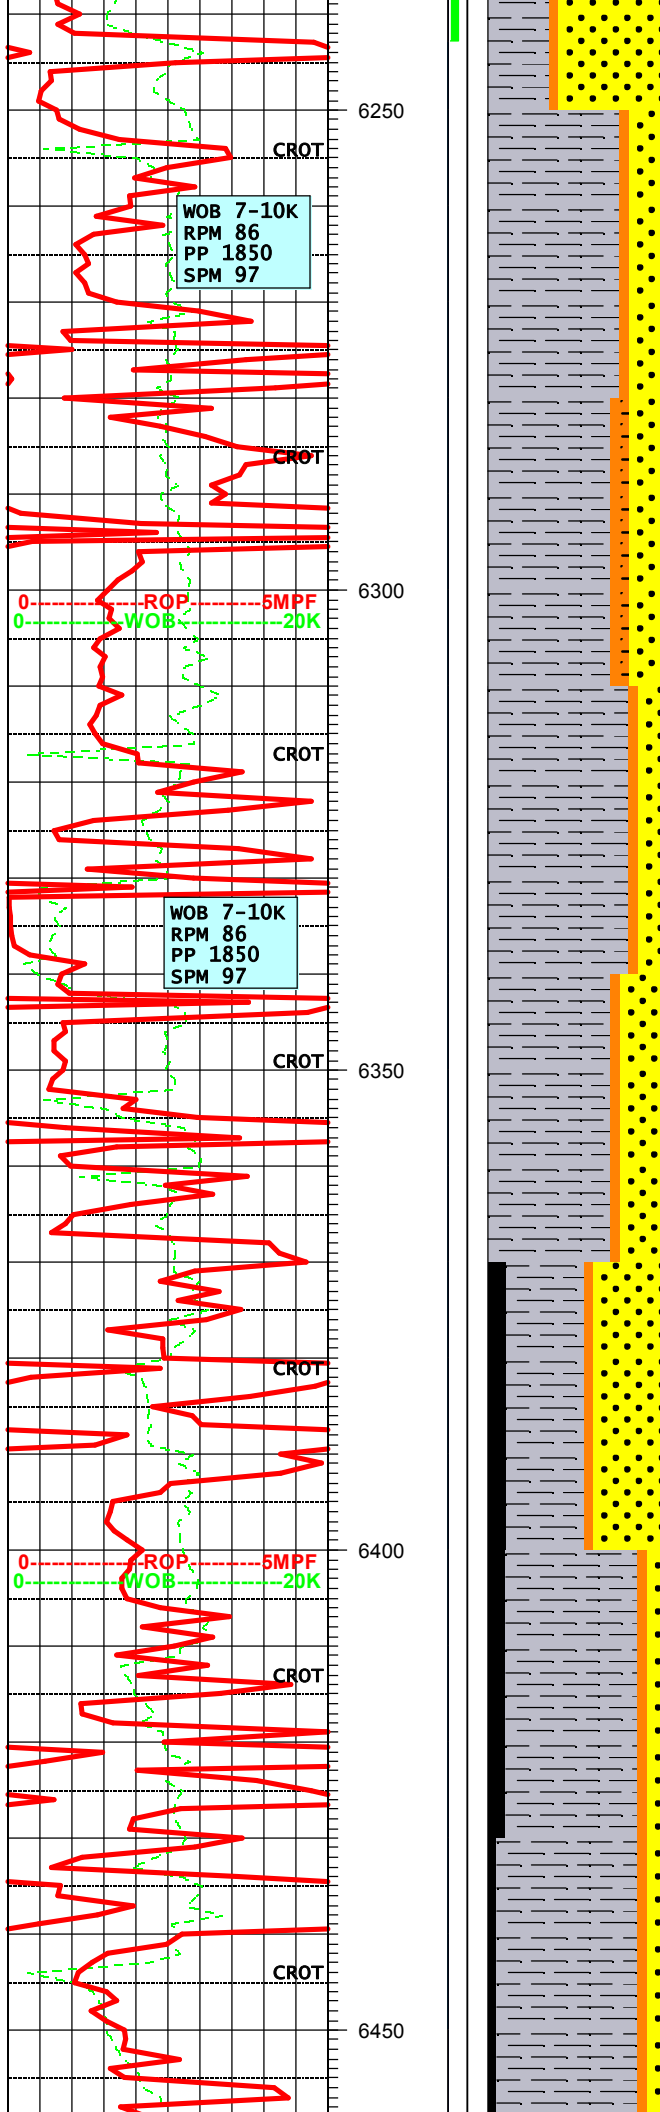 6250
CROT
WOB 7-10K
RPM 86
PP 1850
SPM 97
CROT
6300
0----------ROP----------5MPF
0----------WOB----------20K
CROT
WOB 7-10K
RPM 86
PP 1850
SPM 97
CROT
6350
CROT
6400
0----------ROP----------5MPF
0----------WOB----------20K
CROT
CROT
6450